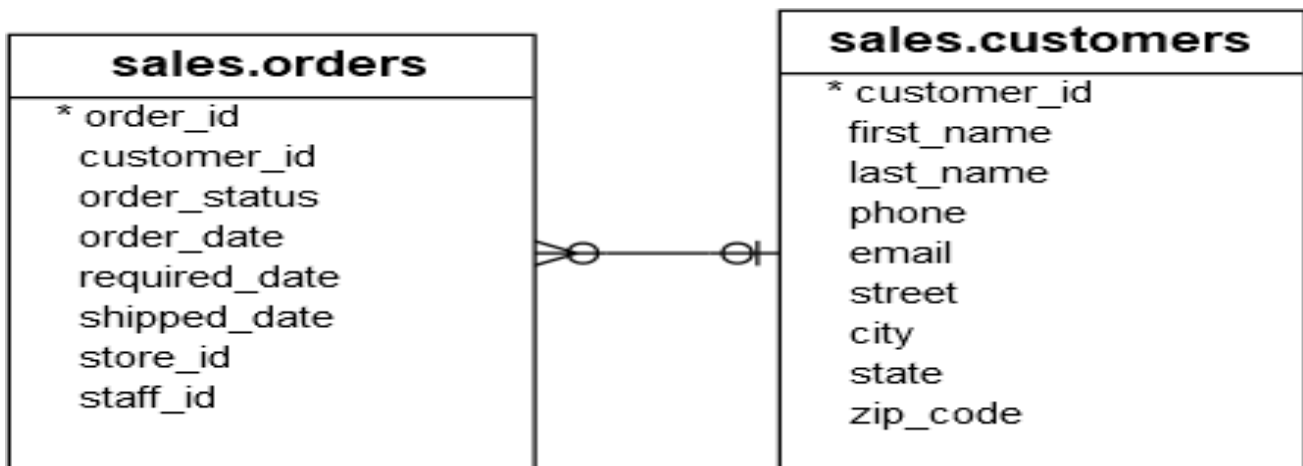 sales.orders
* order_id
customer_id
order_status
order_date
required_date
shipped_date
store_id
staff_id
sales.customers
* customer_id
first_name
last_name
phone
email
street
city
state
zip_code